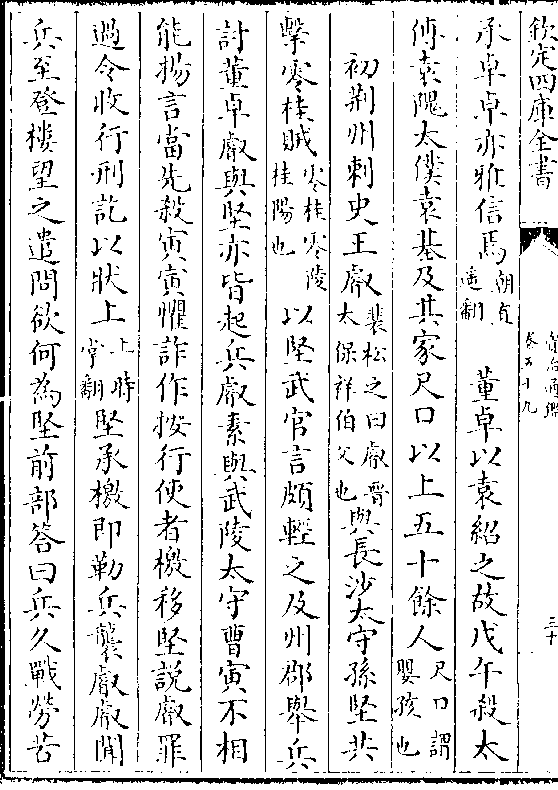 欽定四庫全書
資治通鑑
卷五十九
三十
承卓卓亦雅信焉朝直遥翻董卓以袁紹之故戊午殺太
傅袁隗太僕袁基及其家尺口以上五十餘人尺口謂嬰孩也
初荆州刺史王叡裴松之曰叡晉太保祥伯父也與長沙太守孫堅共
擊零桂賊零桂零陵桂陽也以堅武官言頗輕之及州郡舉兵
討董卓叡與堅亦皆起兵叡素與武陵太守曹寅不相
能揚言當先殺寅寅懼詐作按行使者檄移堅說叡罪
過令收行刑訖以狀上上時掌翻堅承檄即勒兵襲叡叡聞
兵至登樓望之遣問欲何為堅前部答曰兵久戰勞苦